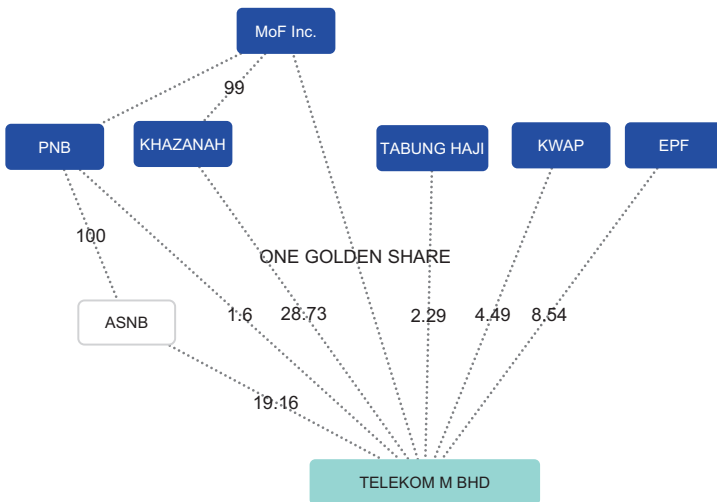 MoF Inc.
99
PNB
KHAZANAH
TABUNG HAJI
KWAP
EPF
100
ONE GOLDEN SHARE
ASNB
1.6
28.73
2.29
4.49
8.54
19.16
TELEKOM M BHD